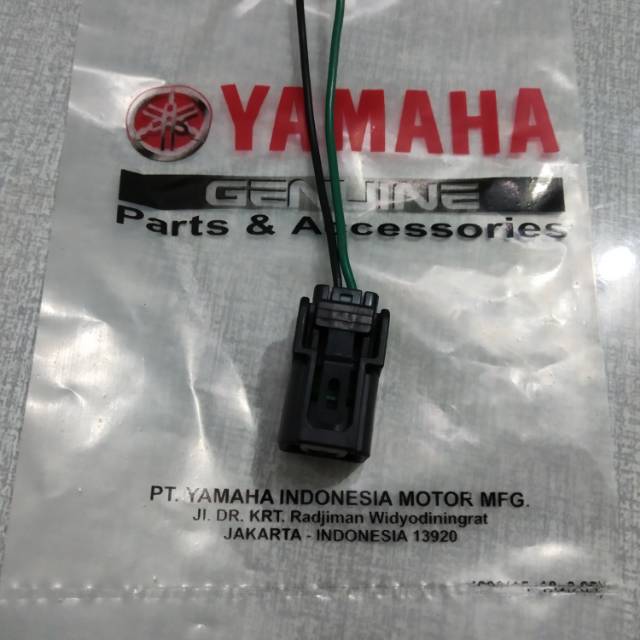 YAMAHA
GENUINE
Parts & Accessories
PT. YAMAHA INDONESIA MOTOR MFG.
Jl. DR. KRT. Radjiman Widyodiningrat
JAKARTA - INDONESIA 13920